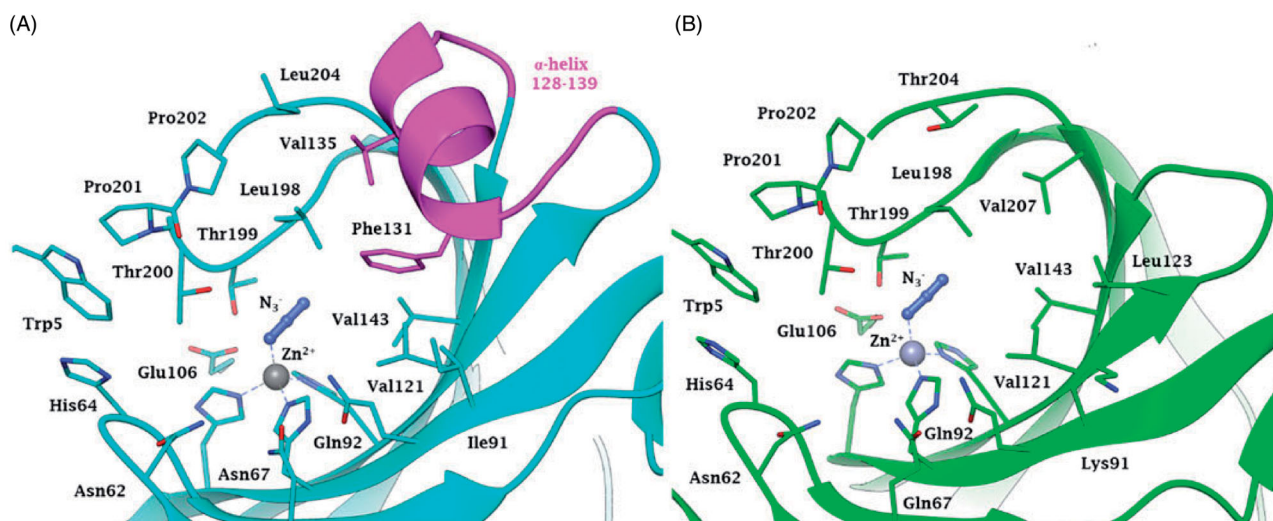 (A)
Leu204
α-helix
128-139
Pro202
Val135
Pro201
Leu198
Thr199
Phe131
Thr200
N₃⁻
Trp5
Val143
Glu106
Zn²⁺
Val121
His64
Gln92
Ile91
Asn67
Asn62
(B)
Thr204
Pro202
Pro201
Leu198
Thr199
Val207
Thr200
N₃⁻
Val143
Leu123
Trp5
Glu106
Zn²⁺
Val121
His64
Gln92
Lys91
Asn62
Gln67